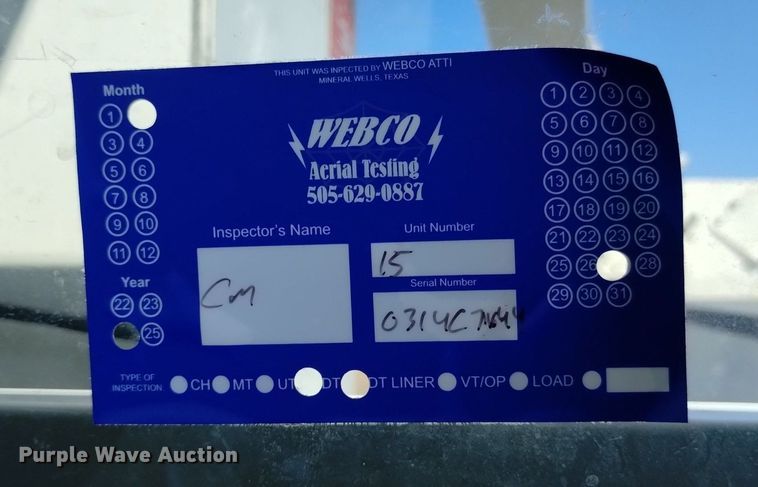 THIS UNIT WAS INPECTED BY WEBCO ATTI
MINERAL WELLS, TEXAS
Month
1
3 4
5 6
7 8
9 10
11 12
Year
22 23
25
WEBCO
Aerial Testing
505-629-0887
Inspector's Name
CM
Unit Number
15
Serial Number
Day
1 2 3 4
5 6 7 8
9 10 11 12
13 14 15 16
17 18 19 20
21 22 23 24
25 26 28
29 30 31
TYPE OF
INSPECTION:
CH MT UT DT DT LINER VT/OP LOAD
Purple Wave Auction